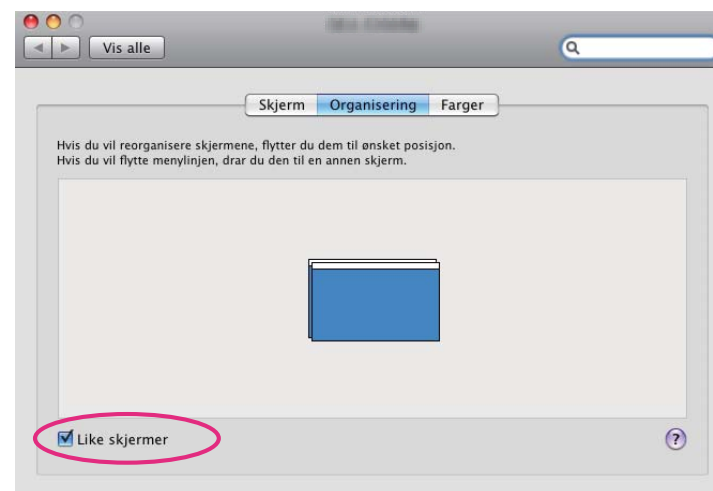 Vis alle
Skjerm Organisering Farger
Hvis du vil reorganisere skjermene, flytter du dem til ønsket posisjon.
Hvis du vil flytte menylinjen, drar du den til en annen skjerm.
Like skjermer
?